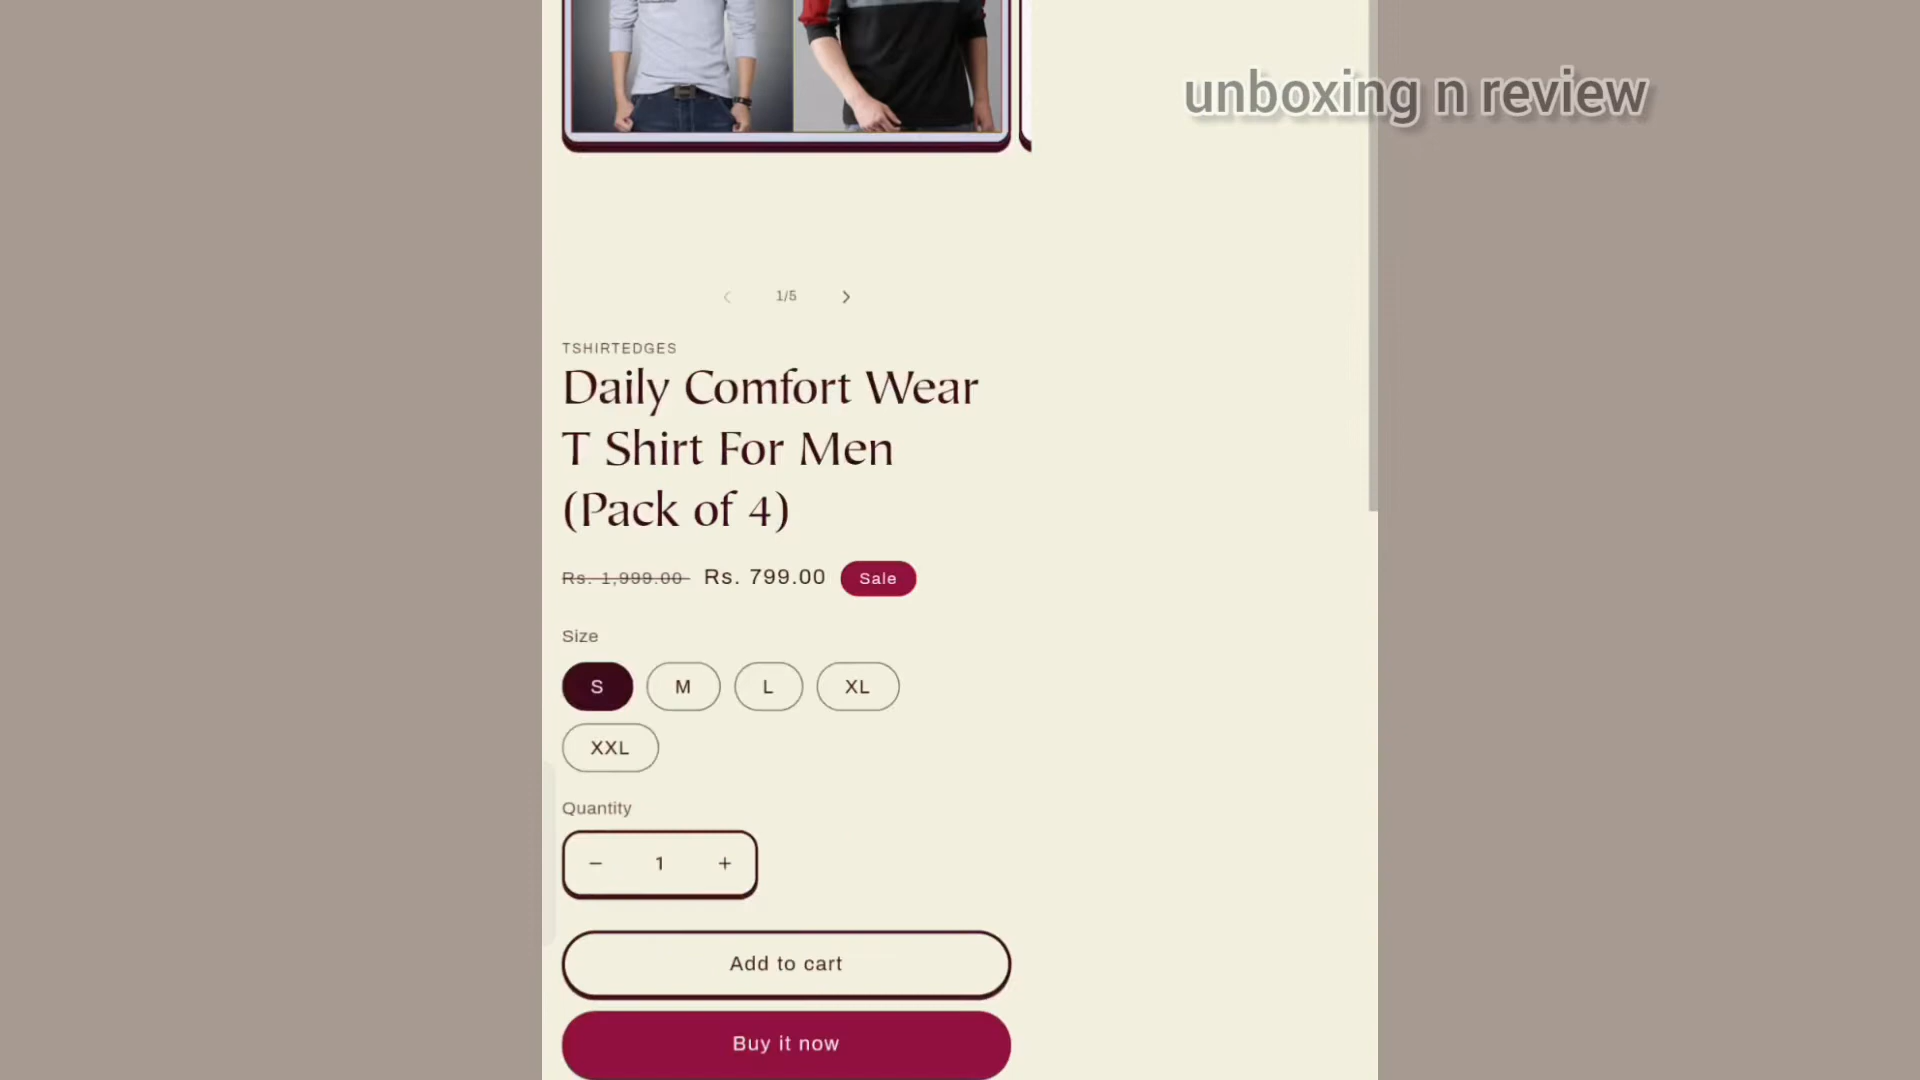 unboxing n review
1/5
TSHIRTEDGES
Daily Comfort Wear
T Shirt For Men
(Pack of 4)
Rs. 1,999.00 Rs. 799.00 Sale
Size
S M L XL
XXL
Quantity
− 1 +
Add to cart
Buy it now